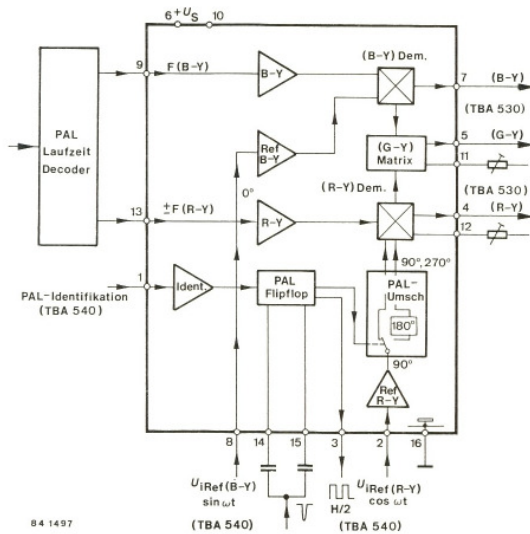 6 +U_S 10
9 F(B-Y)
B-Y
(B-Y) Dem.
7 (B-Y)
(TBA 530)
PAL
Laufzeit
Decoder
Ref
B-Y
0°
(G-Y)
Matrix
5 (G-Y)
11
(R-Y) Dem.
(TBA 530)
13 ±F(R-Y)
R-Y
4 (R-Y)
12
90°, 270°
1
PAL-Identifikation
(TBA 540)
Ident.
PAL
Flipflop
PAL-
Umsch
180°
90°
Ref
R-Y
8 14 15 3 2 16
U_iRef(B-Y)
sin ωt
(TBA 540)
H/2
U_iRef(R-Y)
cos ωt
(TBA 540)
84 1497